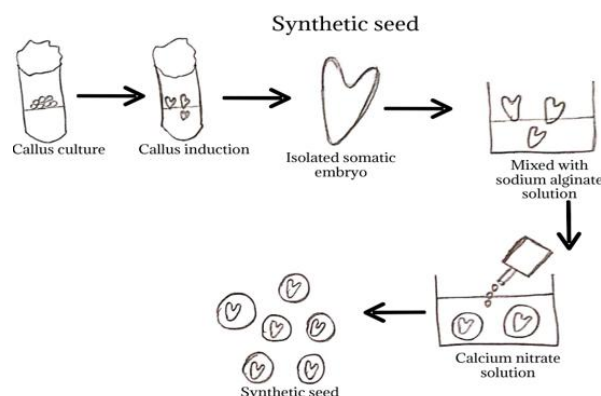 Synthetic seed
Callus culture
Callus induction
Isolated somatic
embryo
Mixed with
sodium alginate
solution
Calcium nitrate
solution
Synthetic seed